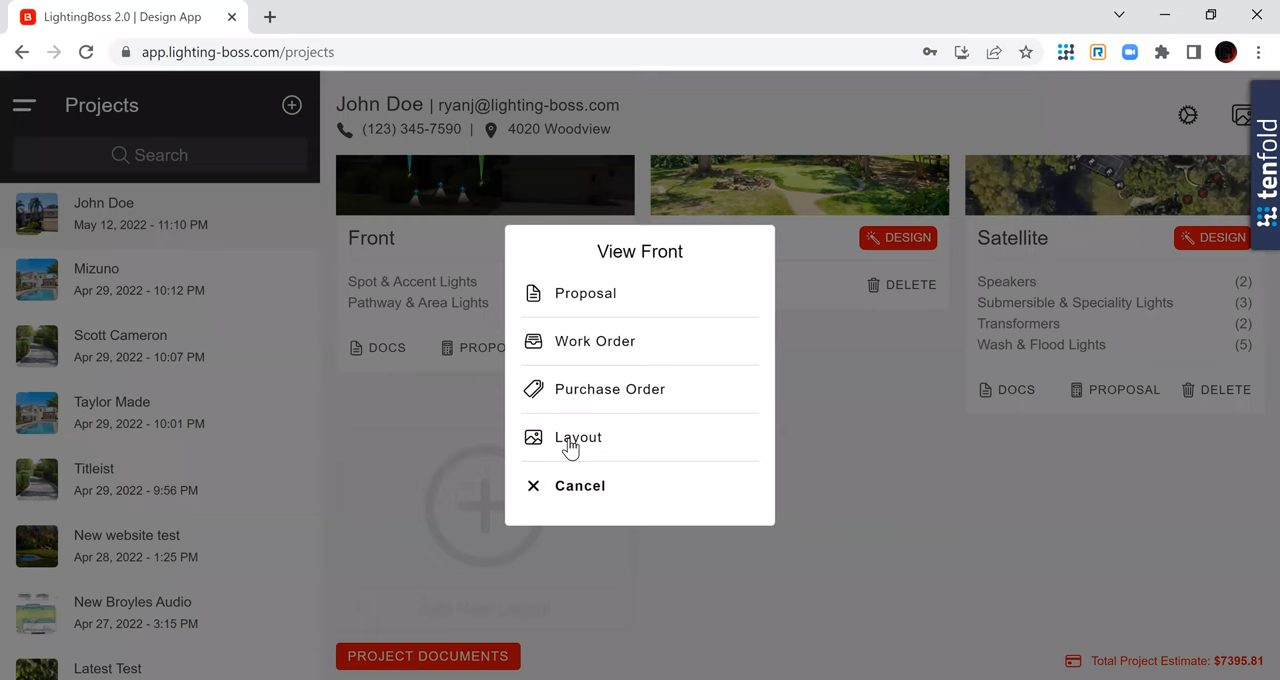 LightingBoss 2.0 | Design App
app.lighting-boss.com/projects
Projects
Search
John Doe
May 12, 2022 - 11:10 PM
Mizuno
Apr 29, 2022 - 10:12 PM
Scott Cameron
Apr 29, 2022 - 10:07 PM
Taylor Made
Apr 29, 2022 - 10:01 PM
Titleist
Apr 29, 2022 - 9:56 PM
New website test
Apr 28, 2022 - 1:25 PM
New Broyles Audio
Apr 27, 2022 - 3:15 PM
Latest Test
John Doe | ryanj@lighting-boss.com
(123) 345-7590 | 4020 Woodview
tenfold
Front
Spot & Accent Lights
Pathway & Area Lights
DOCS PROPO
DESIGN
DELETE
Satellite DESIGN
Speakers (2)
Submersible & Speciality Lights (3)
Transformers (2)
Wash & Flood Lights (5)
DOCS PROPOSAL DELETE
View Front
Proposal
Work Order
Purchase Order
Layout
Cancel
Add New Layout
PROJECT DOCUMENTS
Total Project Estimate: $7395.81